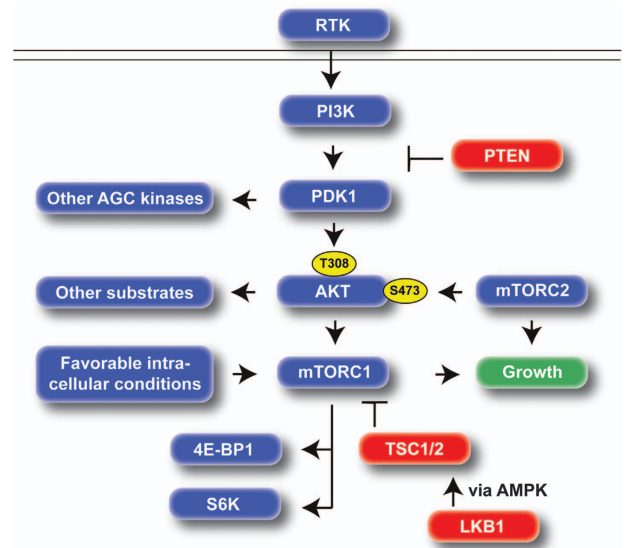 RTK
PI3K
PTEN
Other AGC kinases
PDK1
T308
Other substrates
AKT
S473
mTORC2
Favorable intra-
cellular conditions
mTORC1
Growth
4E-BP1
TSC1/2
via AMPK
S6K
LKB1